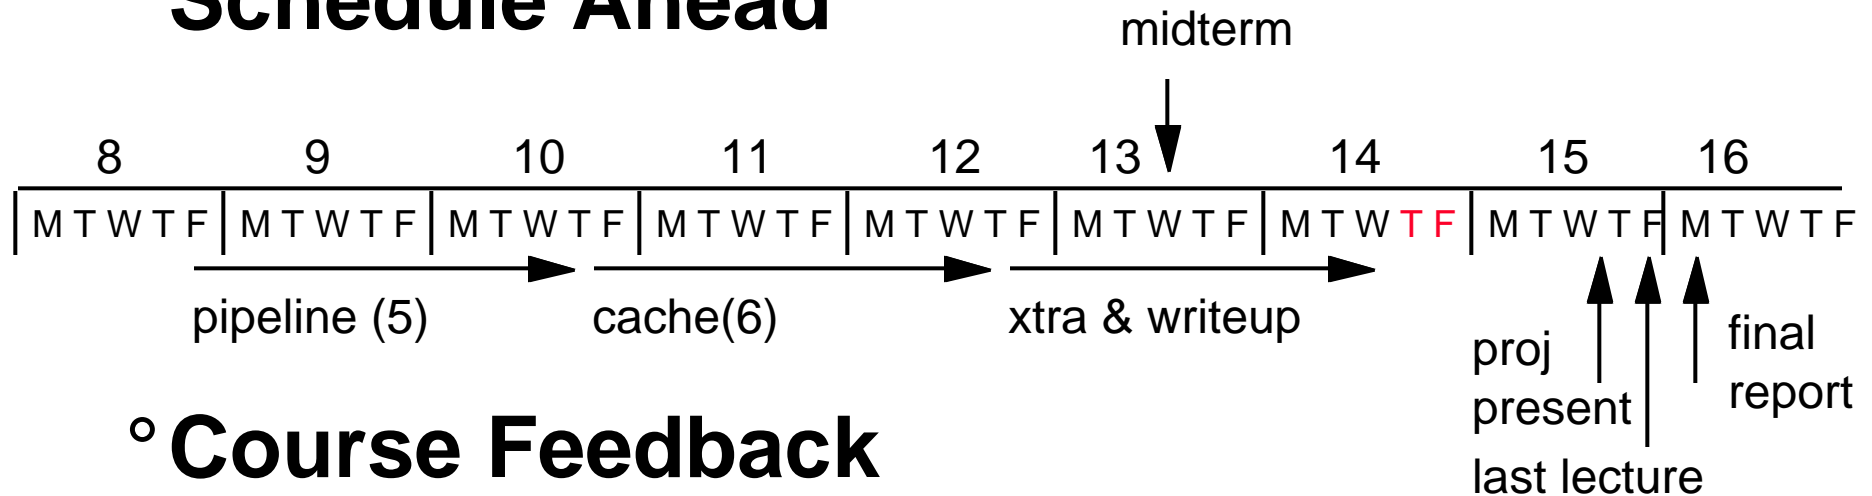 Schedule Ahead
midterm
8 9 10 11 12 13 14 15 16
M T W T F M T W T F M T W T F M T W T F M T W T F M T W T F M T W T F M T W T F M T W T F
pipeline (5) cache(6) xtra & writeup
proj
present
last lecture
final
report
° Course Feedback